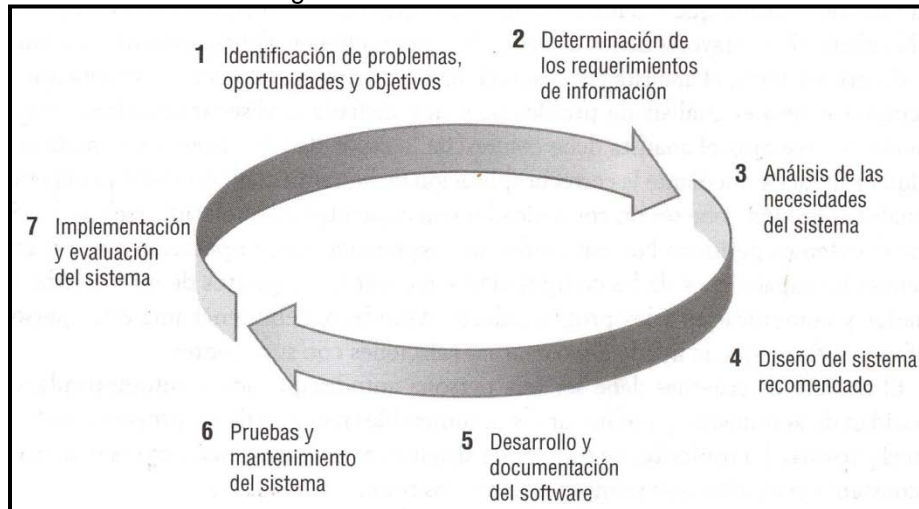 1 Identificación de problemas,
oportunidades y objetivos
2 Determinación de
los requerimientos
de información
3 Análisis de las
necesidades
del sistema
4 Diseño del sistema
recomendado
5 Desarrollo y
documentación
del software
6 Pruebas y
mantenimiento
del sistema
7 Implementación
y evaluación
del sistema